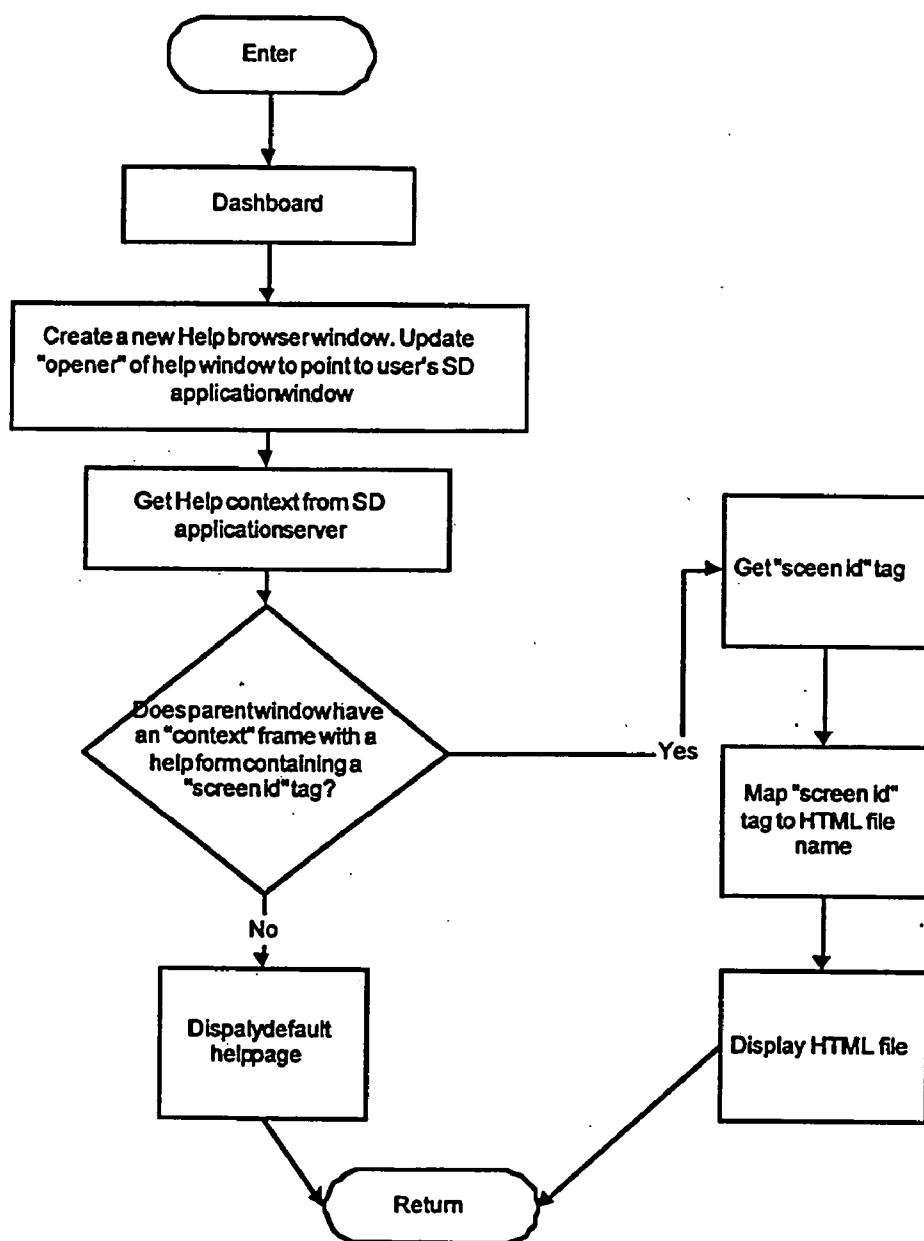 Enter
Dashboard
Create a new Help browser window. Update
"opener" of help window to point to user's SD
application window
Get Help context from SD
application server
Does parent window have
an "context" frame with a
help form containing a
"screen id" tag?
Yes
No
Get "sceen id" tag
Map "screen id"
tag to HTML file
name
Dispaly default
help page
Display HTML file
Return